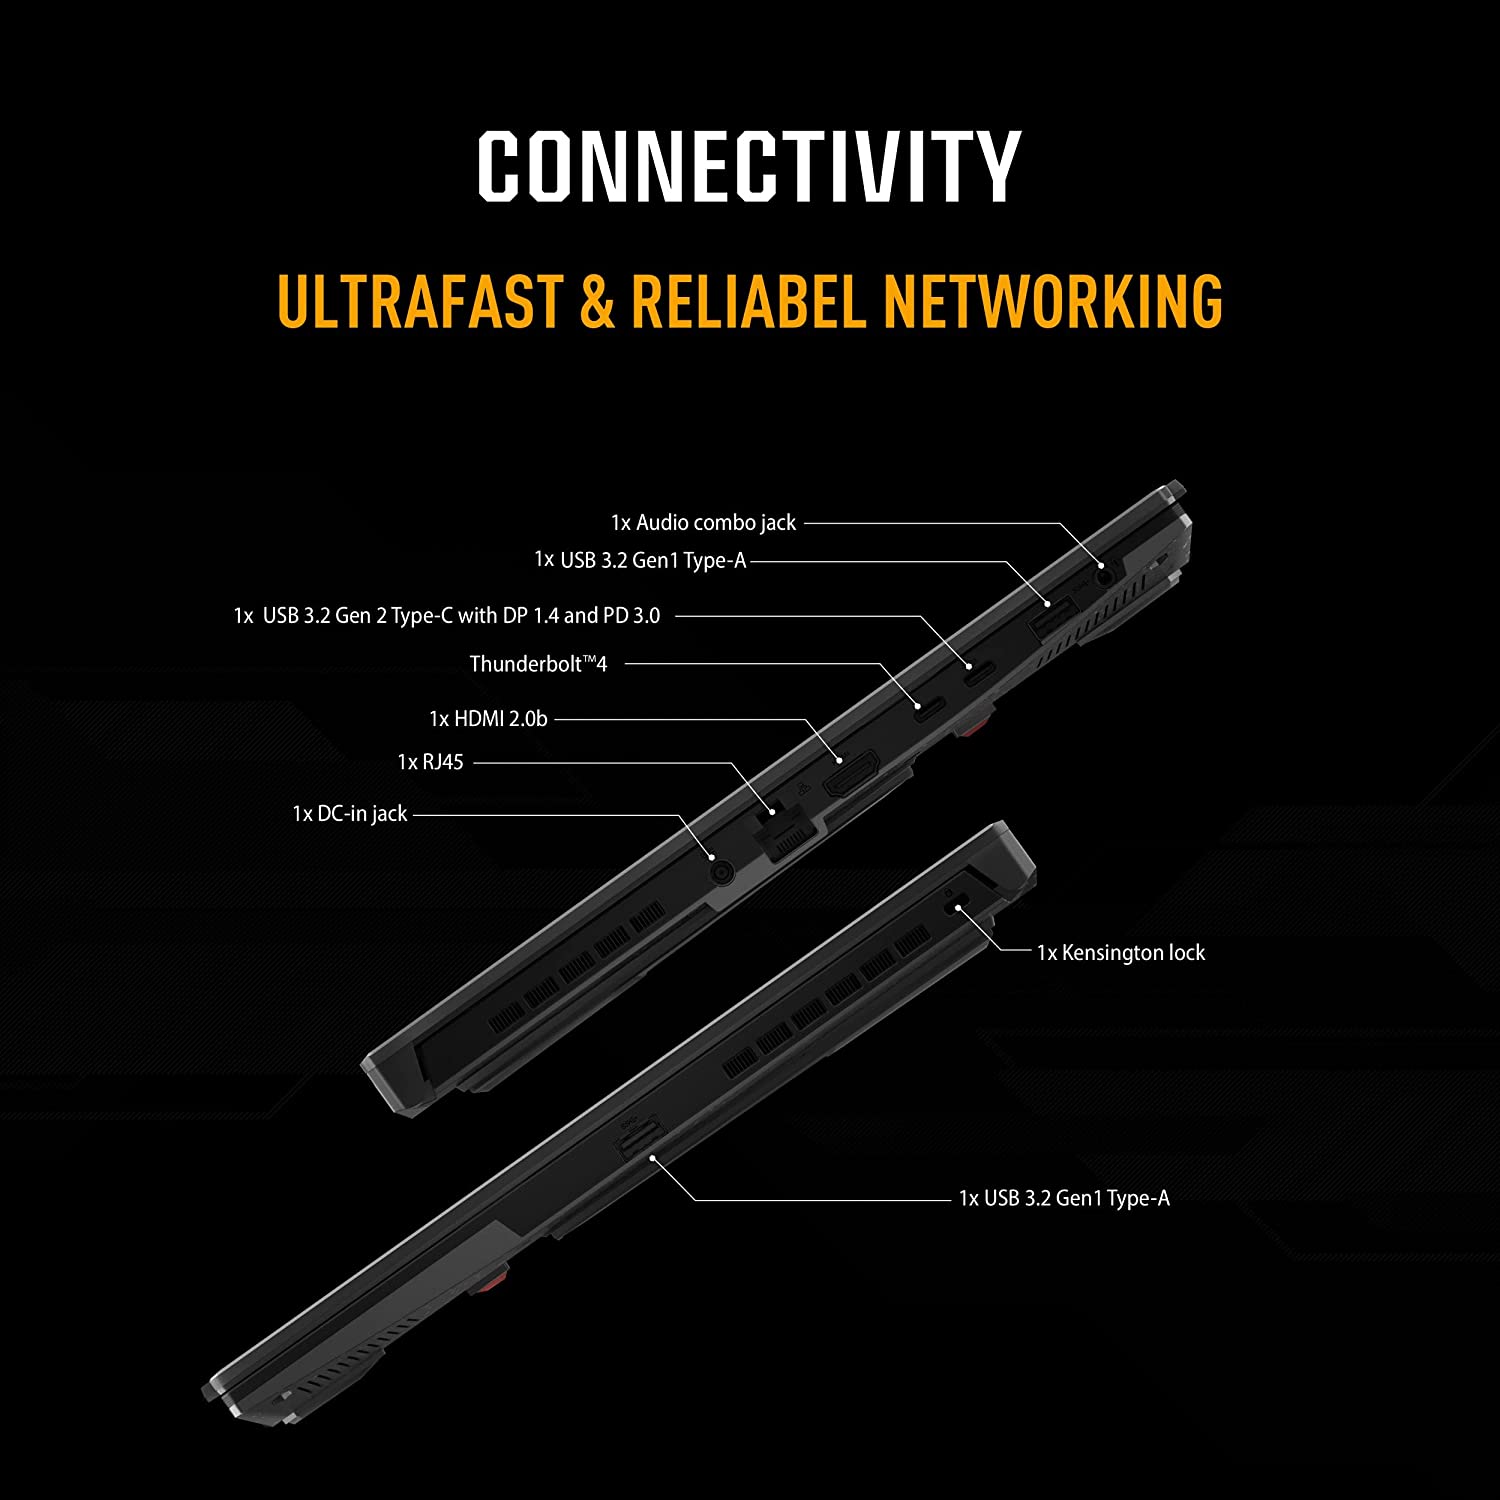 CONNECTIVITY
ULTRAFAST & RELIABEL NETWORKING
1x Audio combo jack
1x USB 3.2 Gen1 Type-A
1x USB 3.2 Gen 2 Type-C with DP 1.4 and PD 3.0
Thunderbolt™4
1x HDMI 2.0b
1x RJ45
1x DC-in jack
1x Kensington lock
1x USB 3.2 Gen1 Type-A